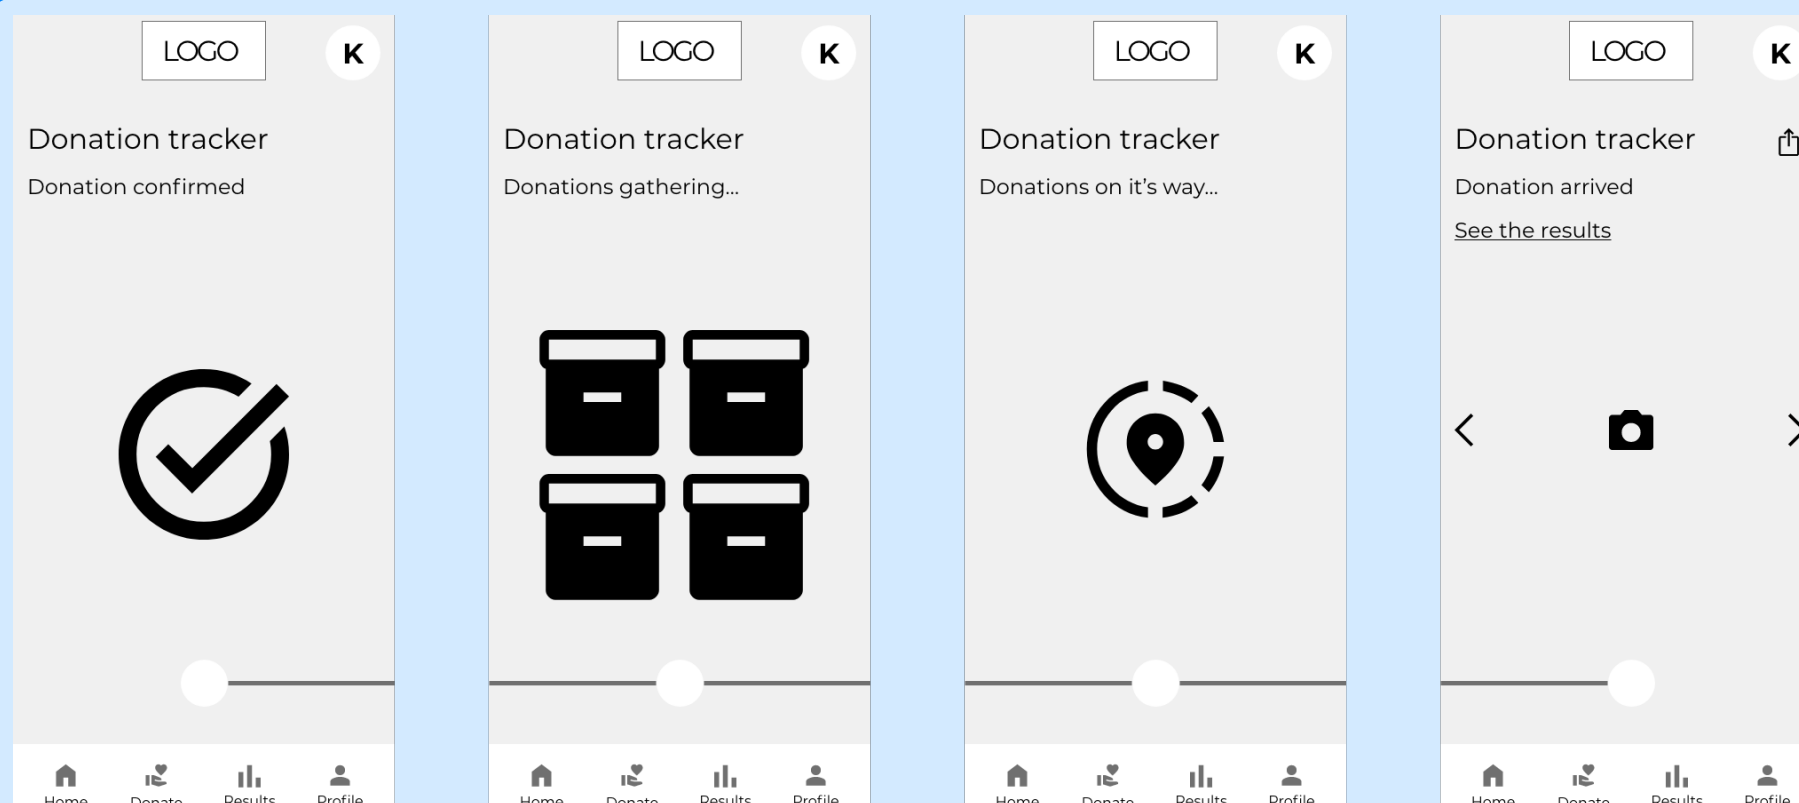 LOGO
K
Donation tracker
Donation confirmed
Home
Donate
Results
Profile
LOGO
K
Donation tracker
Donations gathering...
Home
Donate
Results
Profile
LOGO
K
Donation tracker
Donations on it’s way...
Home
Donate
Results
Profile
LOGO
K
Donation tracker
Donation arrived
See the results
Home
Donate
Results
Profile